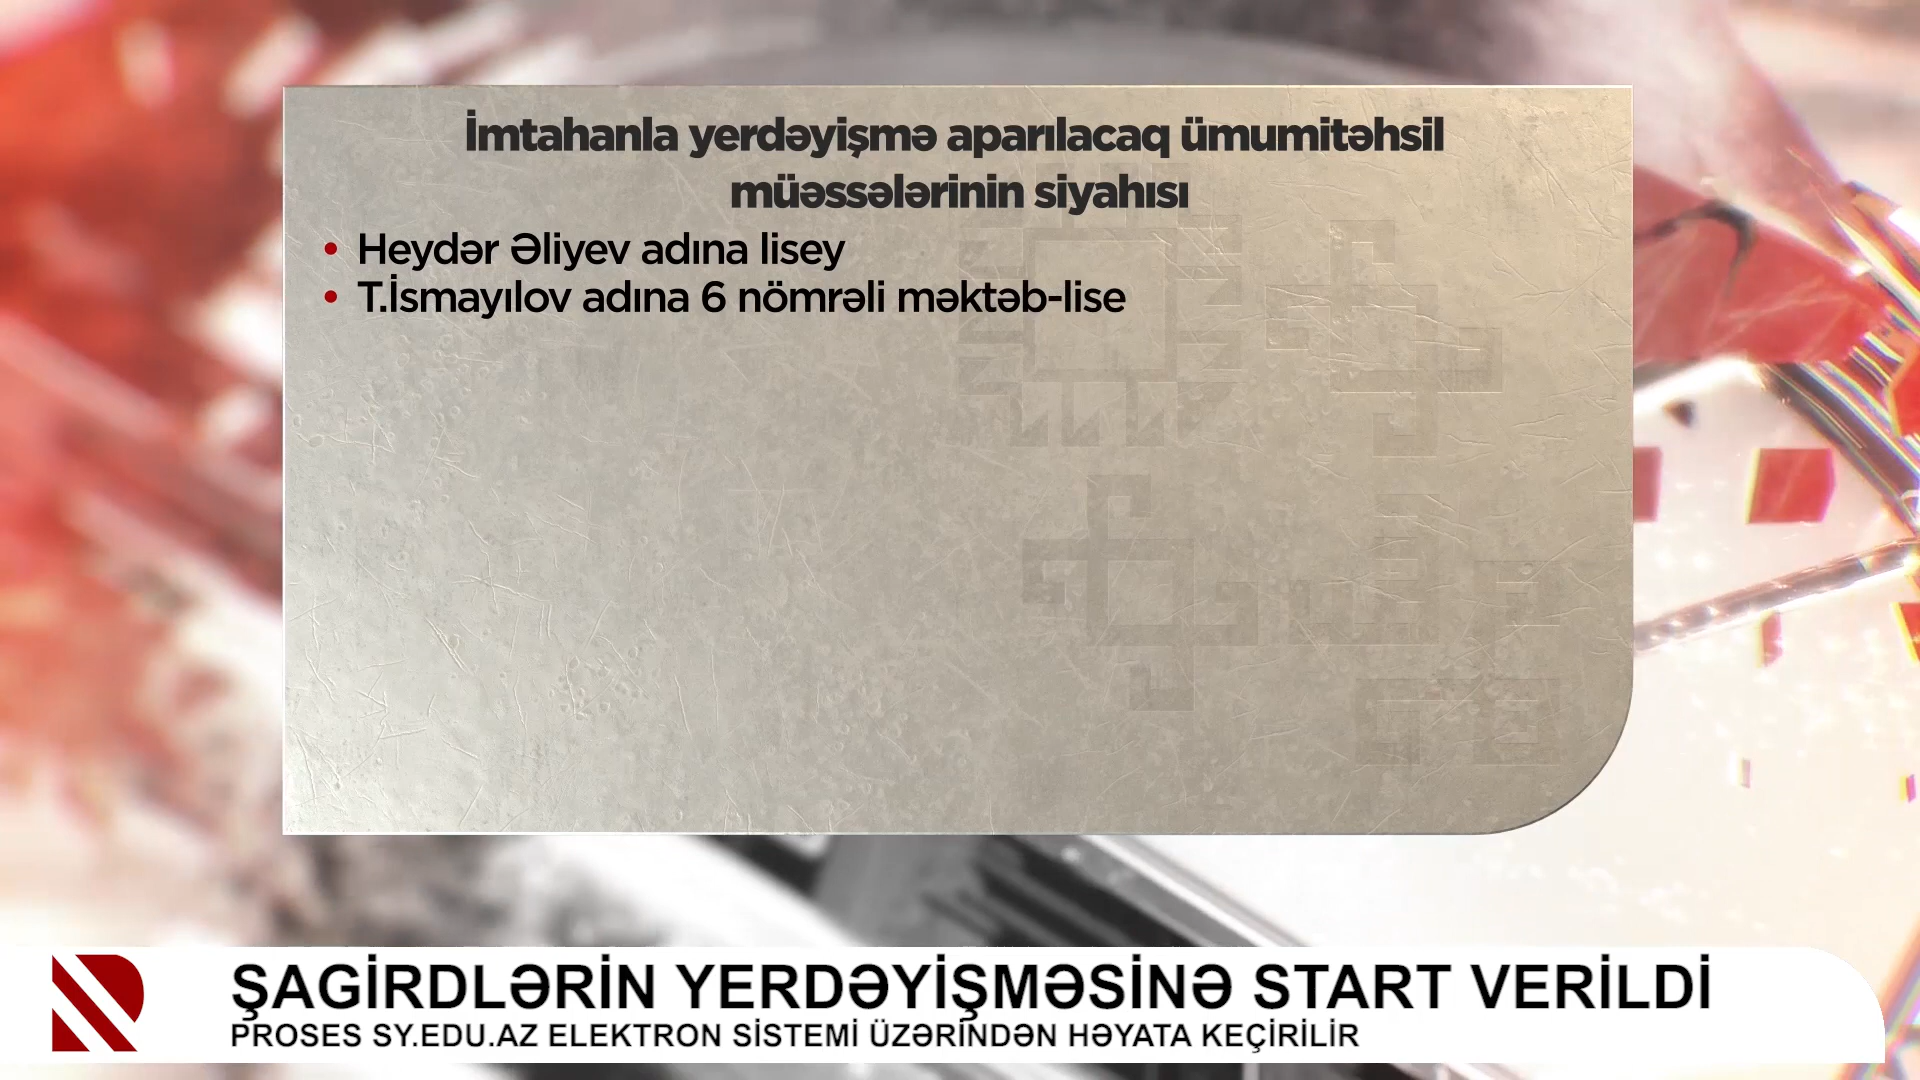 İmtahanla yerdəyişmə aparılacaq ümumitəhsil
müəssələrinin siyahısı
• Heydər Əliyev adına lisey
• T.İsmayılov adına 6 nömrəli məktəb-lise
ŞAGİRDLƏRİN YERDƏYİŞMƏSİNƏ START VERİLDİ
PROSES SY.EDU.AZ ELEKTRON SİSTEMİ ÜZƏRİNDƏN HƏYATA KEÇİRİLİR